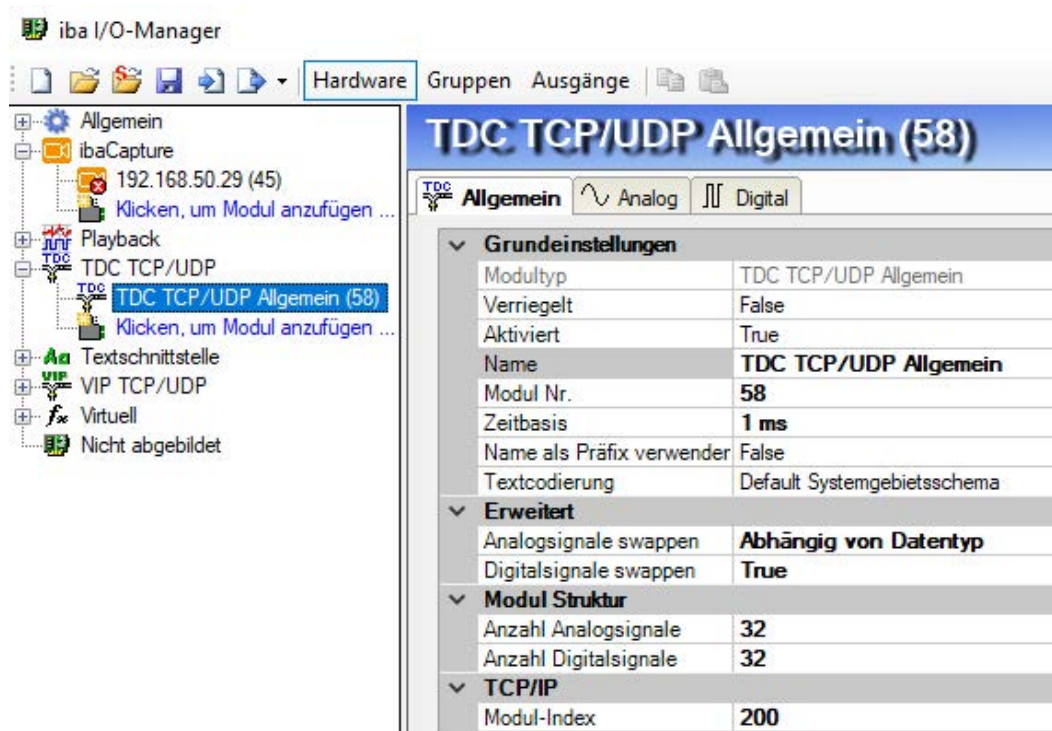 iba I/O-Manager
Hardware Gruppen Ausgänge
Allgemein
ibaCapture
192.168.50.29 (45)
Klicken, um Modul anzufügen ...
Playback
TDC TCP/UDP
TDC TCP/UDP Allgemein (58)
Klicken, um Modul anzufügen ...
Textschnittstelle
VIP TCP/UDP
Virtuell
Nicht abgebildet
TDC TCP/UDP Allgemein (58)
Allgemein Analog Digital
Grundeinstellungen
Modultyp TDC TCP/UDP Allgemein
Verriegelt False
Aktiviert True
Name TDC TCP/UDP Allgemein
Modul Nr. 58
Zeitbasis 1 ms
Name als Präfix verwender False
Textcodierung Default Systemgebietsschema
Erweitert
Analogsignale swappen Abhängig von Datentyp
Digitalsignale swappen True
Modul Struktur
Anzahl Analogsignale 32
Anzahl Digitalsignale 32
TCP/IP
Modul-Index 200